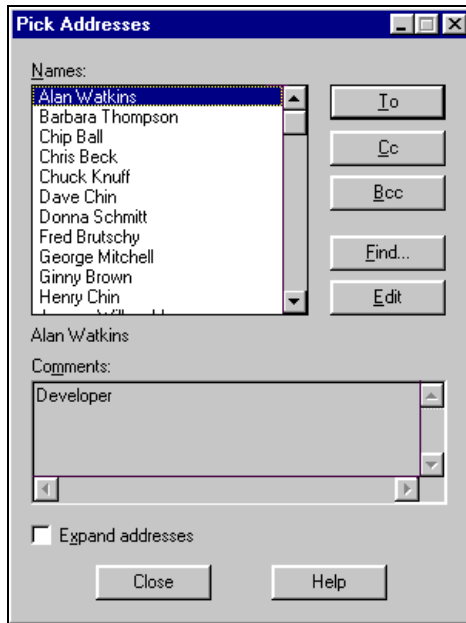 Pick Addresses
Names:
Alan Watkins
Barbara Thompson
Chip Ball
Chris Beck
Chuck Knuff
Dave Chin
Donna Schmitt
Fred Brutschy
George Mitchell
Ginny Brown
Henry Chin
To
Cc
Bcc
Find...
Edit
Alan Watkins
Comments:
Developer
Expand addresses
Close
Help